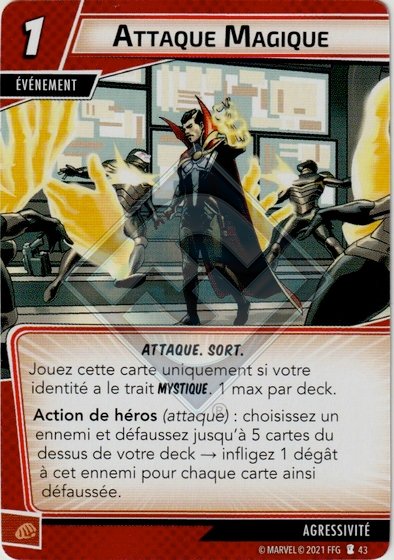 1
ATTAQUE MAGIQUE
ÉVÉNEMENT
ATTAQUE. SORT.
Jouez cette carte uniquement si votre
identité a le trait MYSTIQUE. 1 max par deck.
Action de héros (attaque) : choisissez un
ennemi et défaussez jusqu'à 5 cartes du
dessus de votre deck → infligez 1 dégât
à cet ennemi pour chaque carte ainsi
défaussée.
AGRESSIVITÉ
© MARVEL © 2021 FFG 43